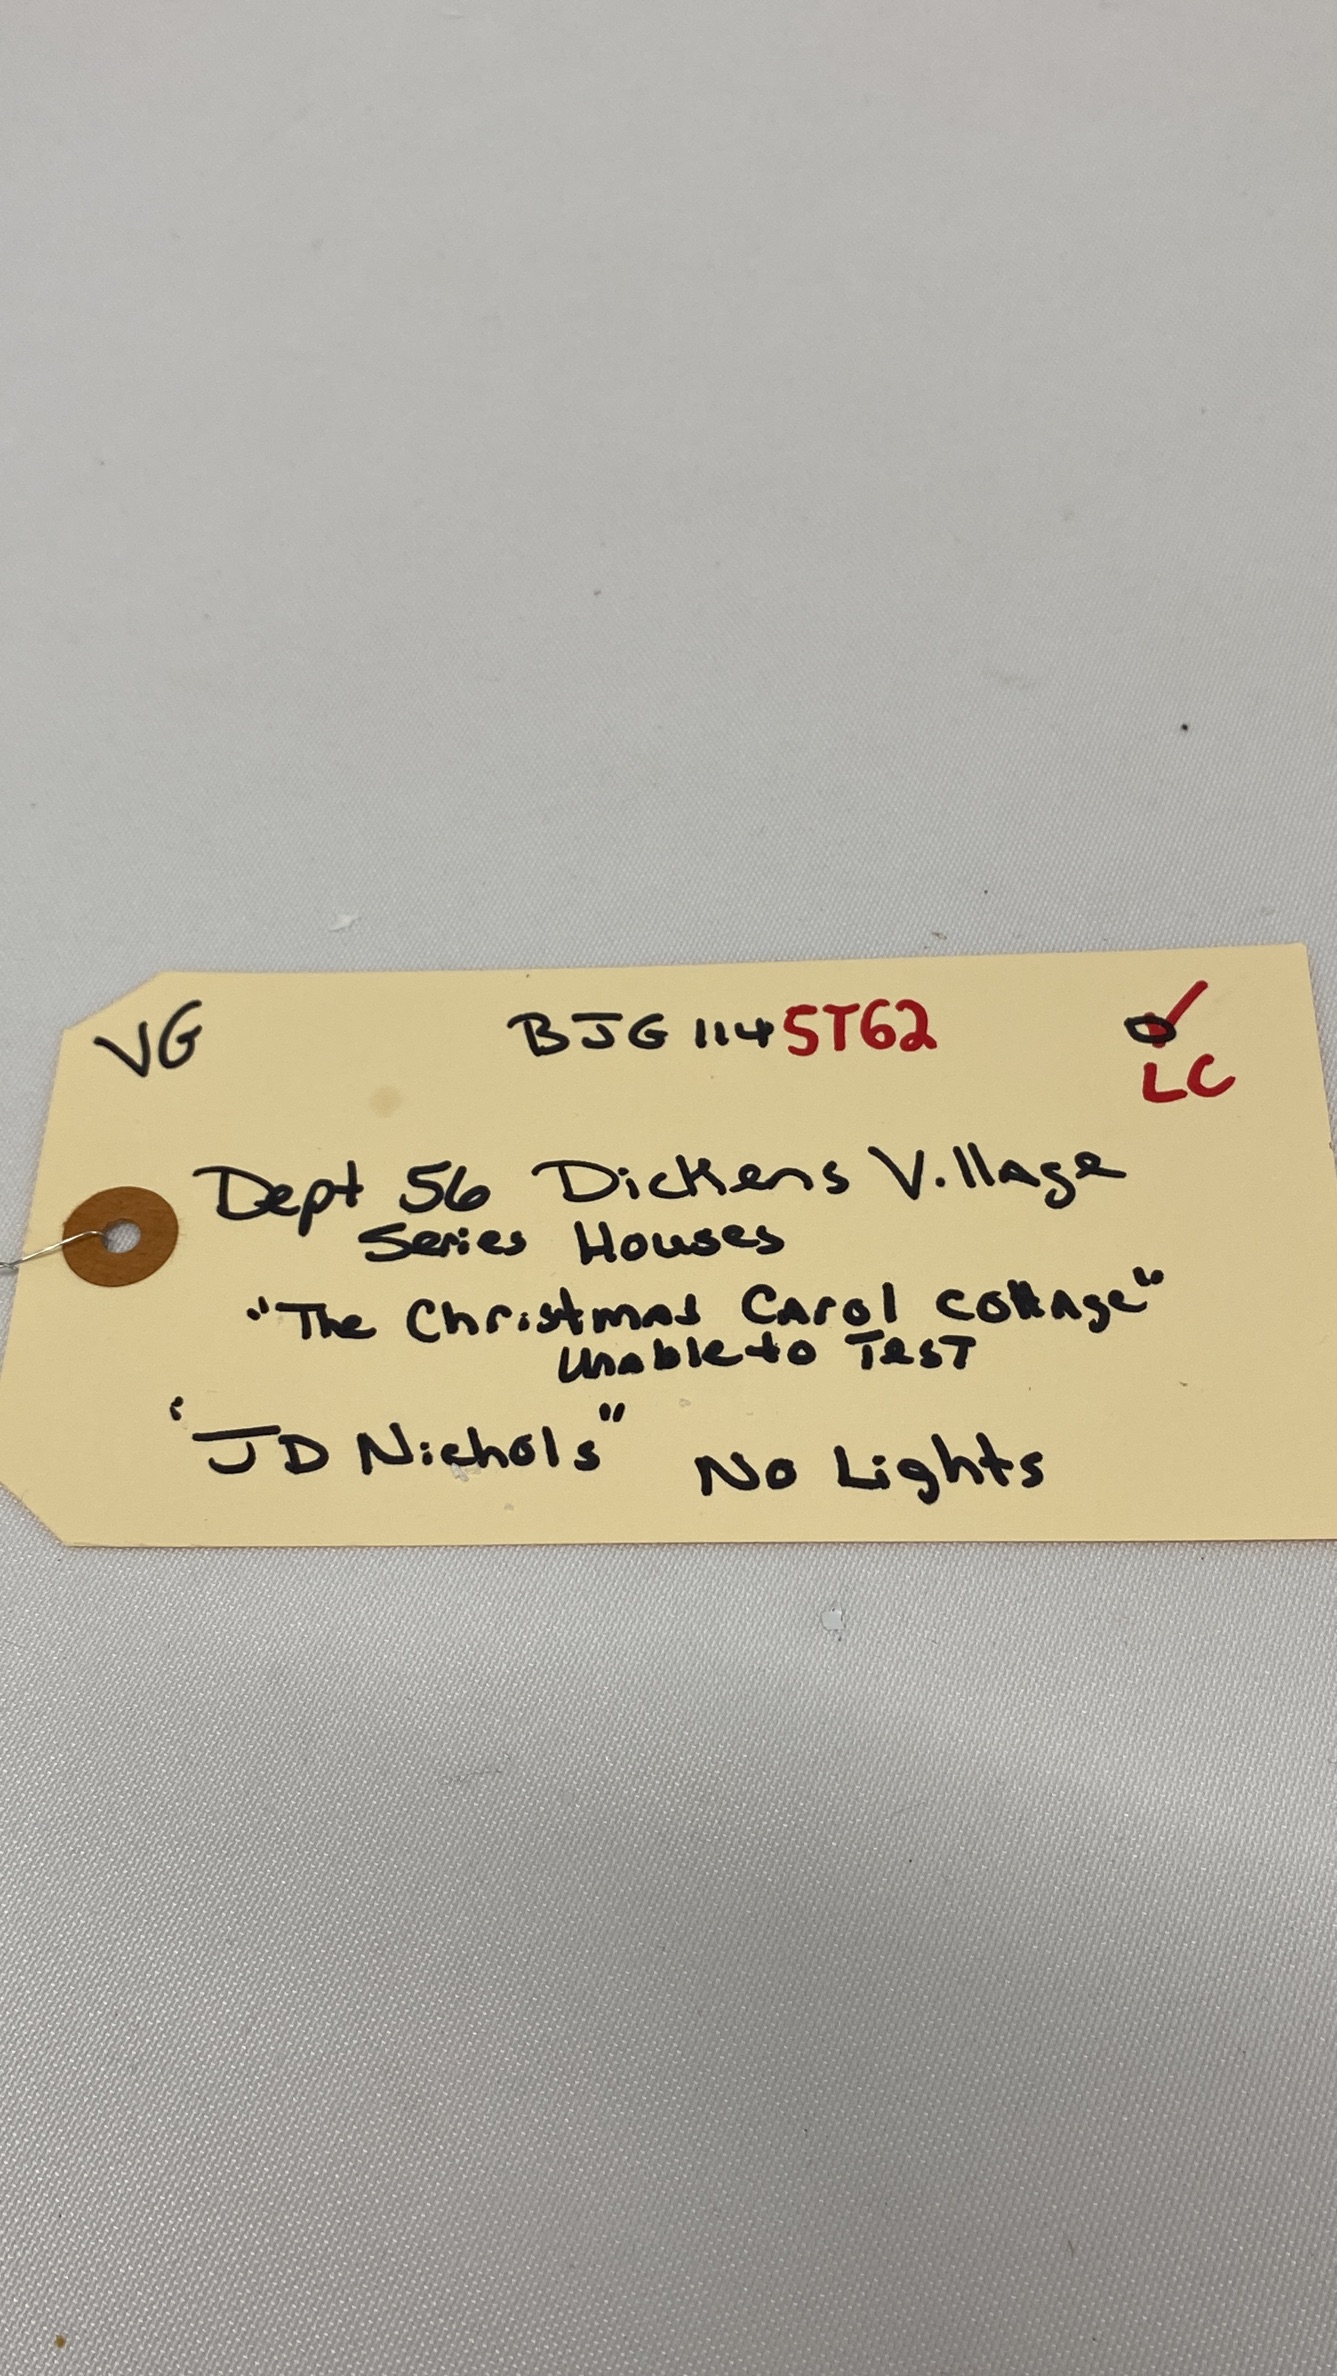 VG BJG 114 5T62
LC
Dept 56 Dickens Village
Series Houses
"The Christmas Carol Cottage"
Unable to Test
"JD Nichols" No Lights